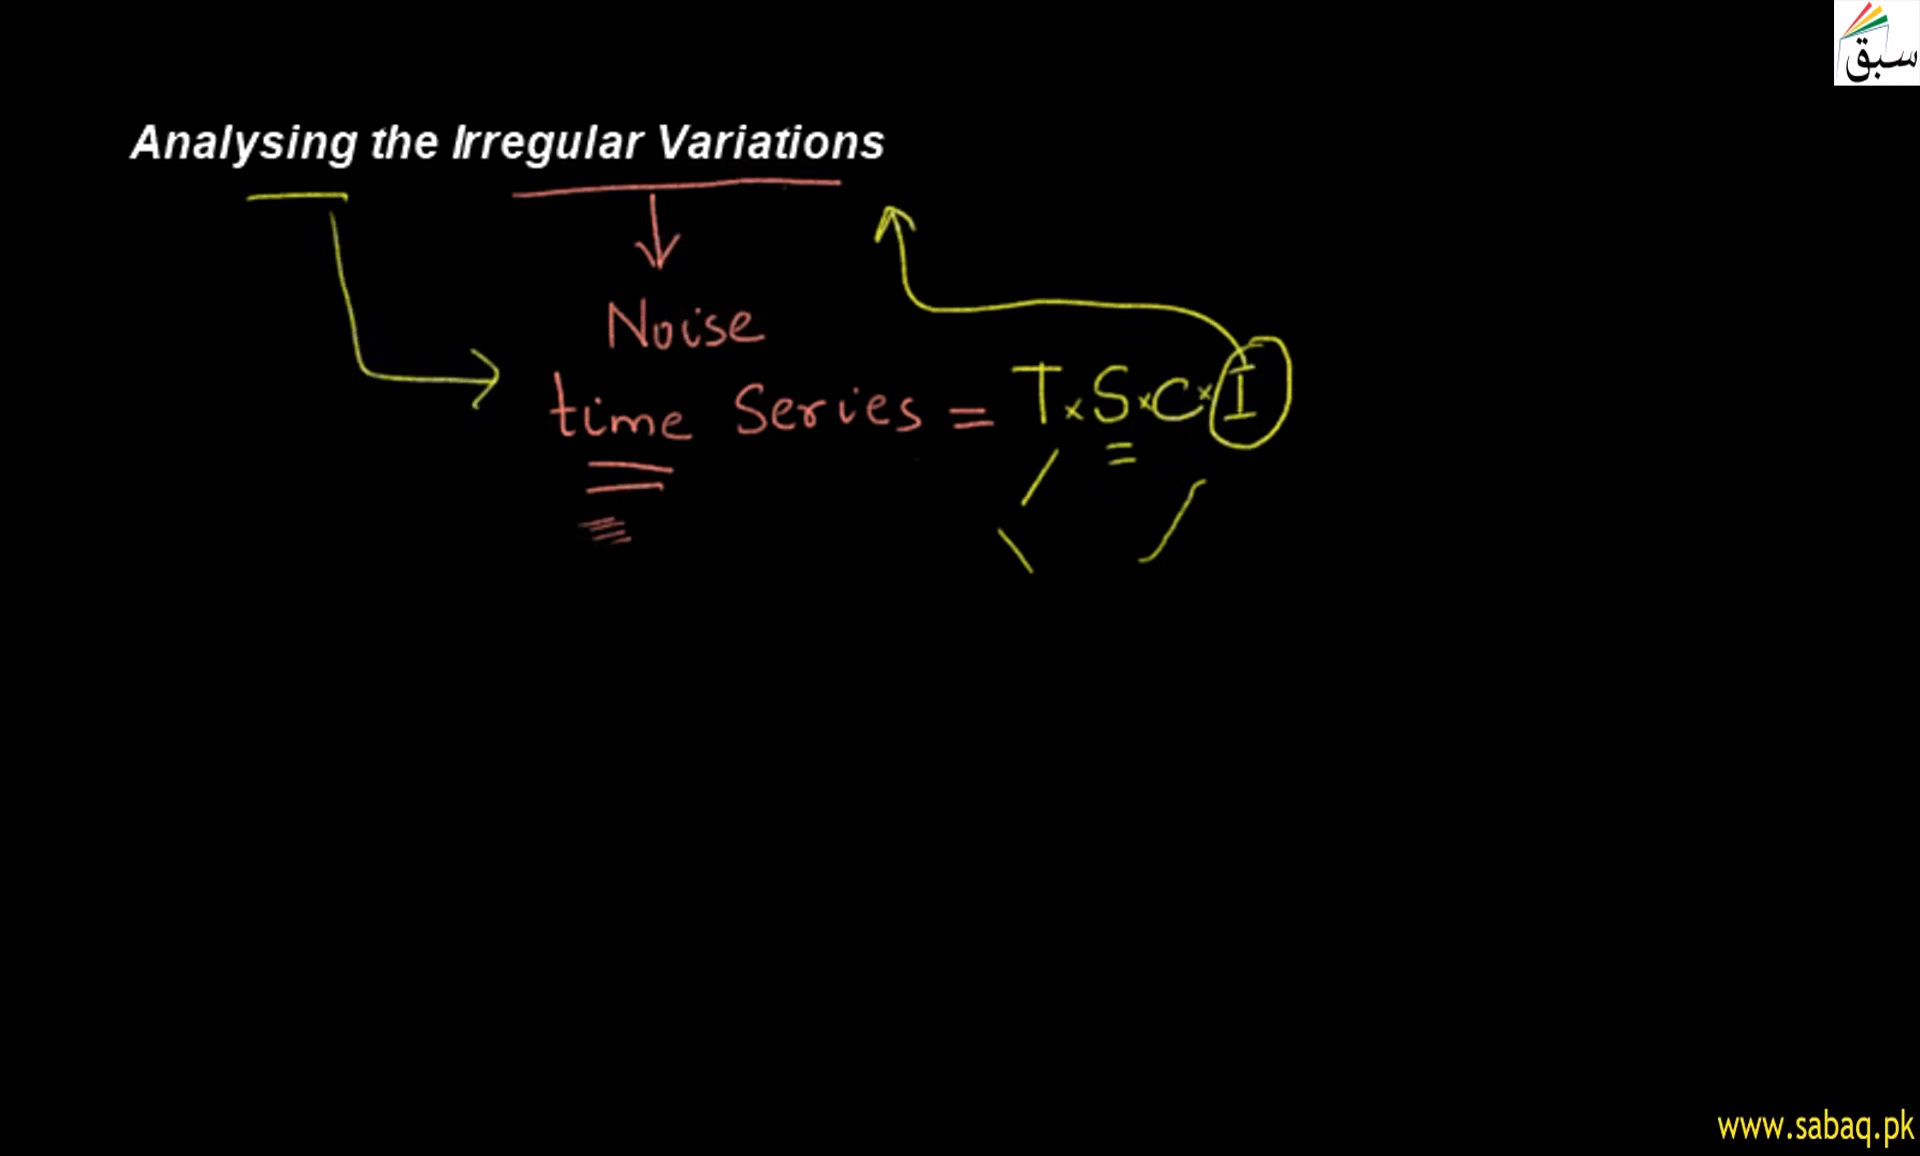 سبق
Analysing the Irregular Variations
Noise
time Series = T×S×C×I
www.sabaq.pk